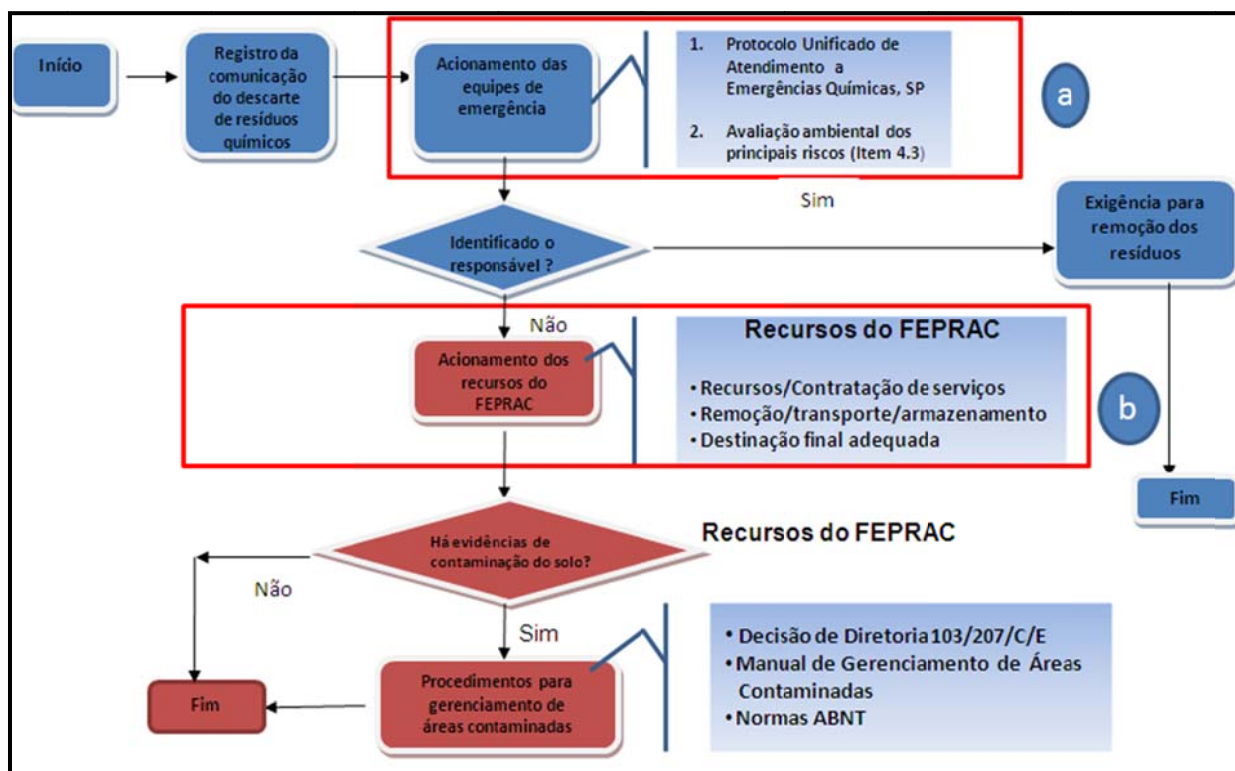 Início
Registro da
comunicação
do descarte
de resíduos
químicos
Acionamento das
equipes de
emergência
1. Protocolo Unificado de
Atendimento a
Emergências Químicas, SP
2. Avaliação ambiental dos
principais riscos (Item 4.3)
a
Sim
Identificado o
responsável ?
Exigência para
remoção dos
resíduos
Não
Acionamento dos
recursos do
FEPRAC
Recursos do FEPRAC
• Recursos/Contratação de serviços
• Remoção/transporte/armazenamento
• Destinação final adequada
b
Fim
Há evidências de
contaminação do solo?
Recursos do FEPRAC
Não
Sim
Procedimentos para
gerenciamento de
áreas contaminadas
• Decisão de Diretoria 103/207/C/E
• Manual de Gerenciamento de Áreas
Contaminadas
• Normas ABNT
Fim